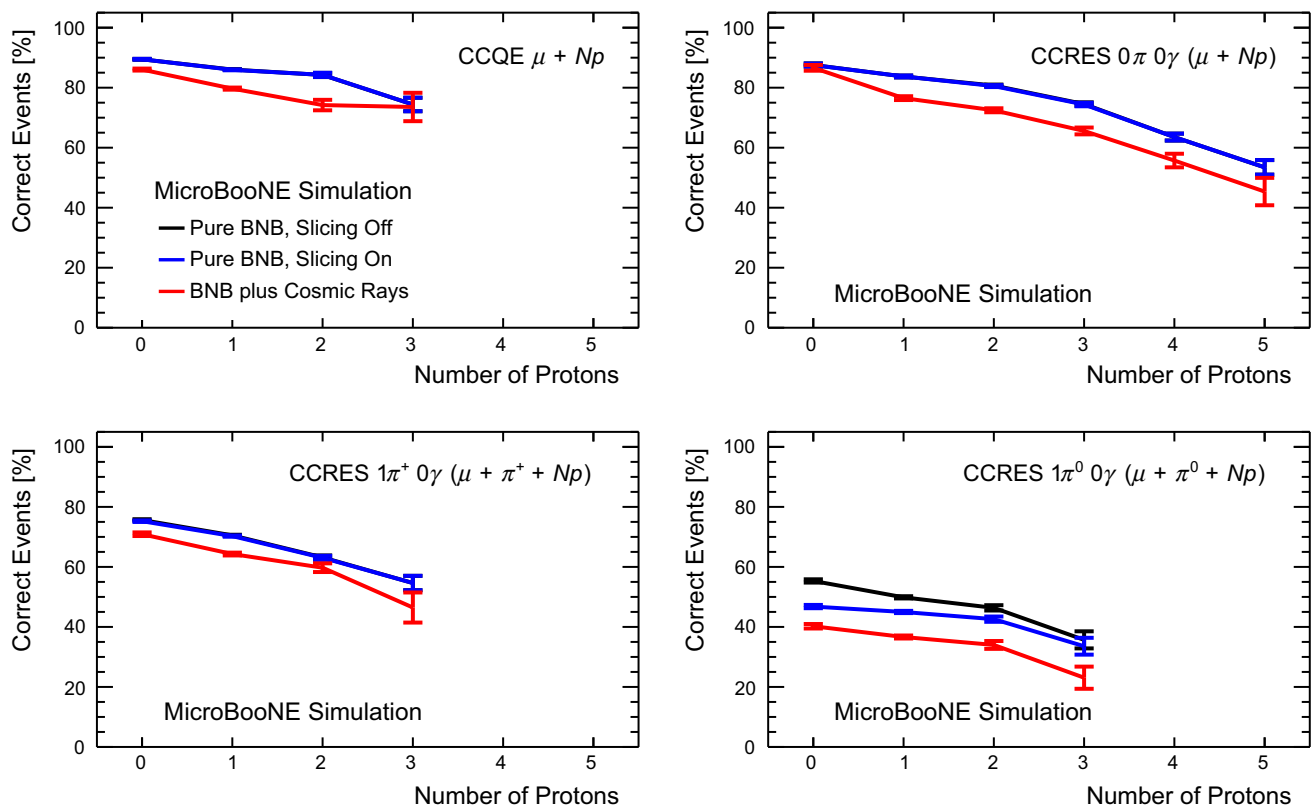 Correct Events [%]
100
80
60
40
20
0
CCQE μ + Np
MicroBooNE Simulation
Pure BNB, Slicing Off
Pure BNB, Slicing On
BNB plus Cosmic Rays
0 1 2 3 4 5
Number of Protons
Correct Events [%]
100
80
60
40
20
0
CCRES 0π 0γ (μ + Np)
MicroBooNE Simulation
0 1 2 3 4 5
Number of Protons
Correct Events [%]
100
80
60
40
20
0
CCRES 1π⁺ 0γ (μ + π⁺ + Np)
MicroBooNE Simulation
0 1 2 3 4 5
Number of Protons
Correct Events [%]
100
80
60
40
20
0
CCRES 1π⁰ 0γ (μ + π⁰ + Np)
MicroBooNE Simulation
0 1 2 3 4 5
Number of Protons